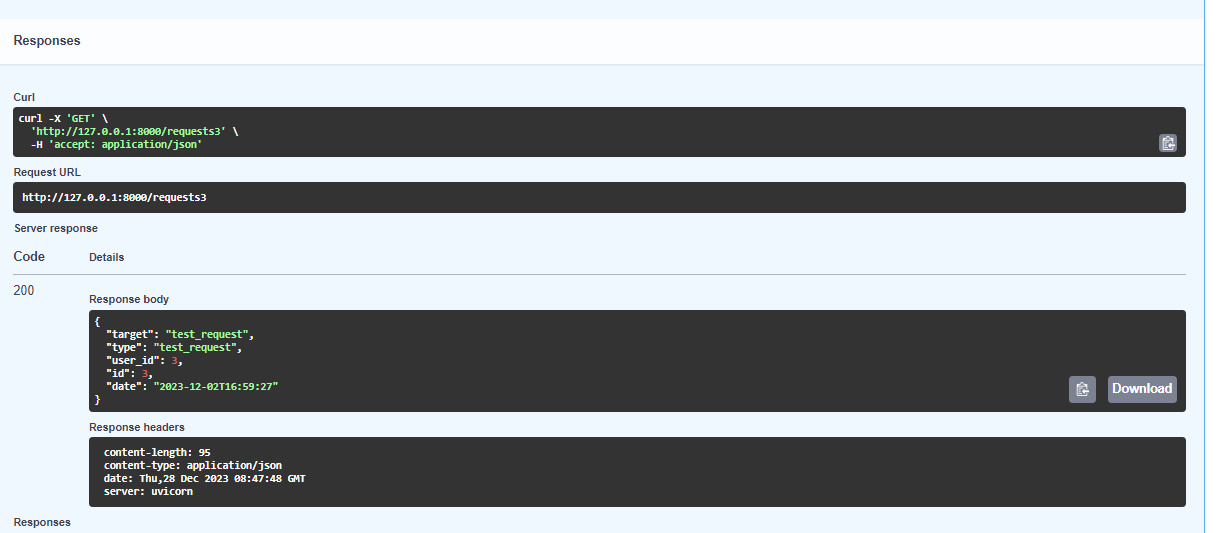 Responses
Curl
curl -X 'GET' \
  'http://127.0.0.1:8000/requests3' \
  -H 'accept: application/json'
Request URL
http://127.0.0.1:8000/requests3
Server response
Code Details
200
Response body
{
  "target": "test_request",
  "type": "test_request",
  "user_id": 3,
  "id": 3,
  "date": "2023-12-02T16:59:27"
}
Download
Response headers
content-length: 95
content-type: application/json
date: Thu,28 Dec 2023 08:47:48 GMT
server: uvicorn
Responses